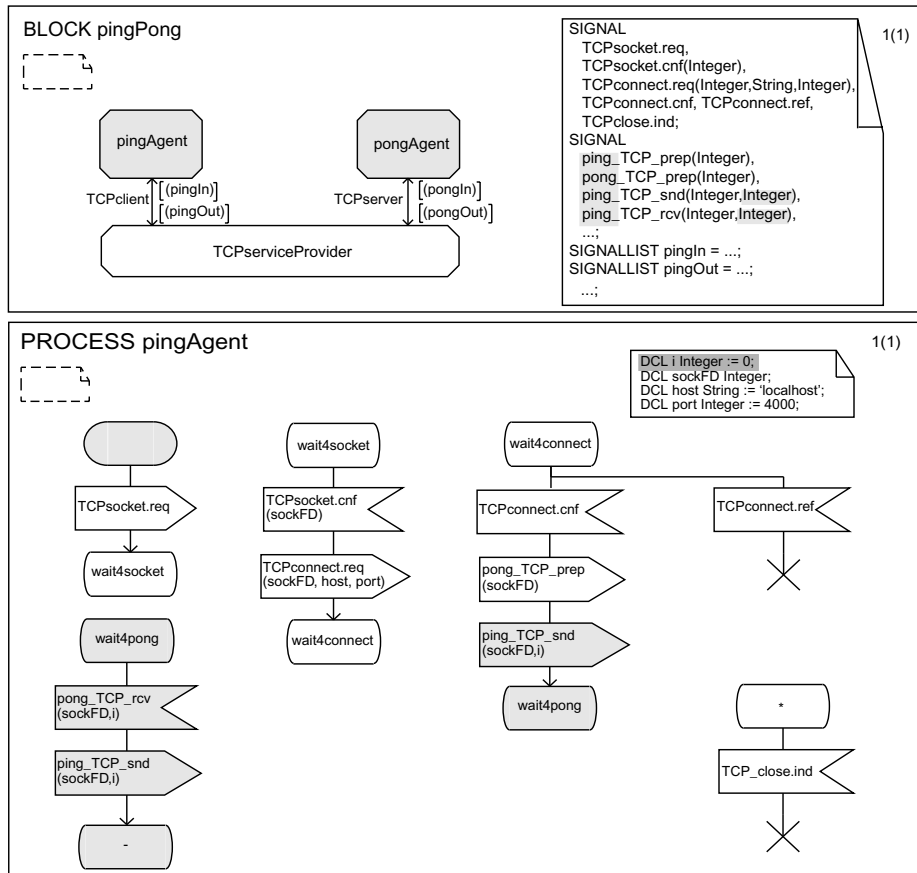 BLOCK pingPong
1(1)
pingAgent
pongAgent
TCPclient
[(pingIn)]
[(pingOut)]
TCPserver
[(pongIn)]
[(pongOut)]
TCPserviceProvider
SIGNAL
TCPsocket.req,
TCPsocket.cnf(Integer),
TCPconnect.req(Integer,String,Integer),
TCPconnect.cnf, TCPconnect.ref,
TCPclose.ind;
SIGNAL
ping_TCP_prep(Integer),
pong_TCP_prep(Integer),
ping_TCP_snd(Integer,Integer),
ping_TCP_rcv(Integer,Integer),
...;
SIGNALLIST pingIn = ...;
SIGNALLIST pingOut = ...;
...;
PROCESS pingAgent
1(1)
DCL i Integer := 0;
DCL sockFD Integer;
DCL host String := ‘localhost’;
DCL port Integer := 4000;
TCPsocket.req
wait4socket
wait4socket
TCPsocket.cnf
(sockFD)
TCPconnect.req
(sockFD, host, port)
wait4connect
wait4connect
TCPconnect.cnf
pong_TCP_prep
(sockFD)
ping_TCP_snd
(sockFD,i)
wait4pong
TCPconnect.ref
wait4pong
pong_TCP_rcv
(sockFD,i)
ping_TCP_snd
(sockFD,i)
-
*
TCP_close.ind